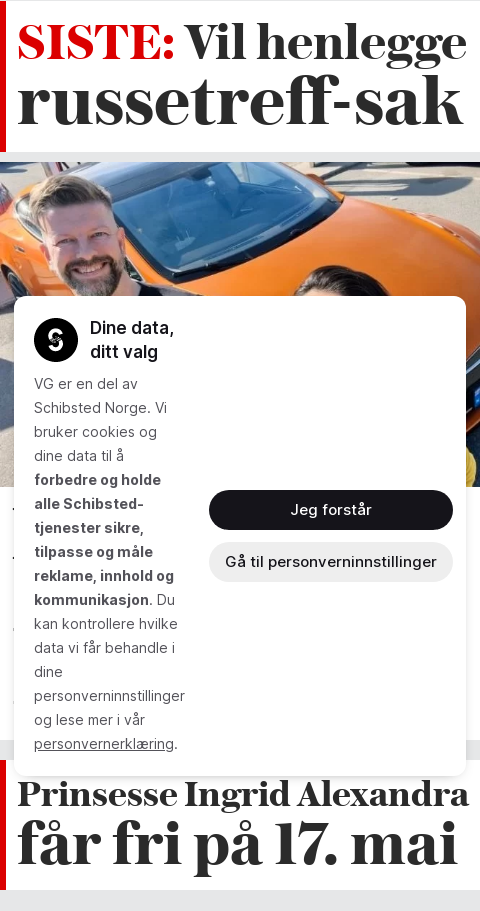 SISTE: Vil henlegge
russetreff-sak
Dine data,
ditt valg
VG er en del av
Schibsted Norge. Vi
bruker cookies og
dine data til å
forbedre og holde
alle Schibsted-
tjenester sikre,
tilpasse og måle
reklame, innhold og
kommunikasjon. Du
kan kontrollere hvilke
data vi får behandle i
dine
personverninnstillinger
og lese mer i vår
personvernerklæring.
Jeg forstår
Gå til personverninnstillinger
Prinsesse Ingrid Alexandra
får fri på 17. mai